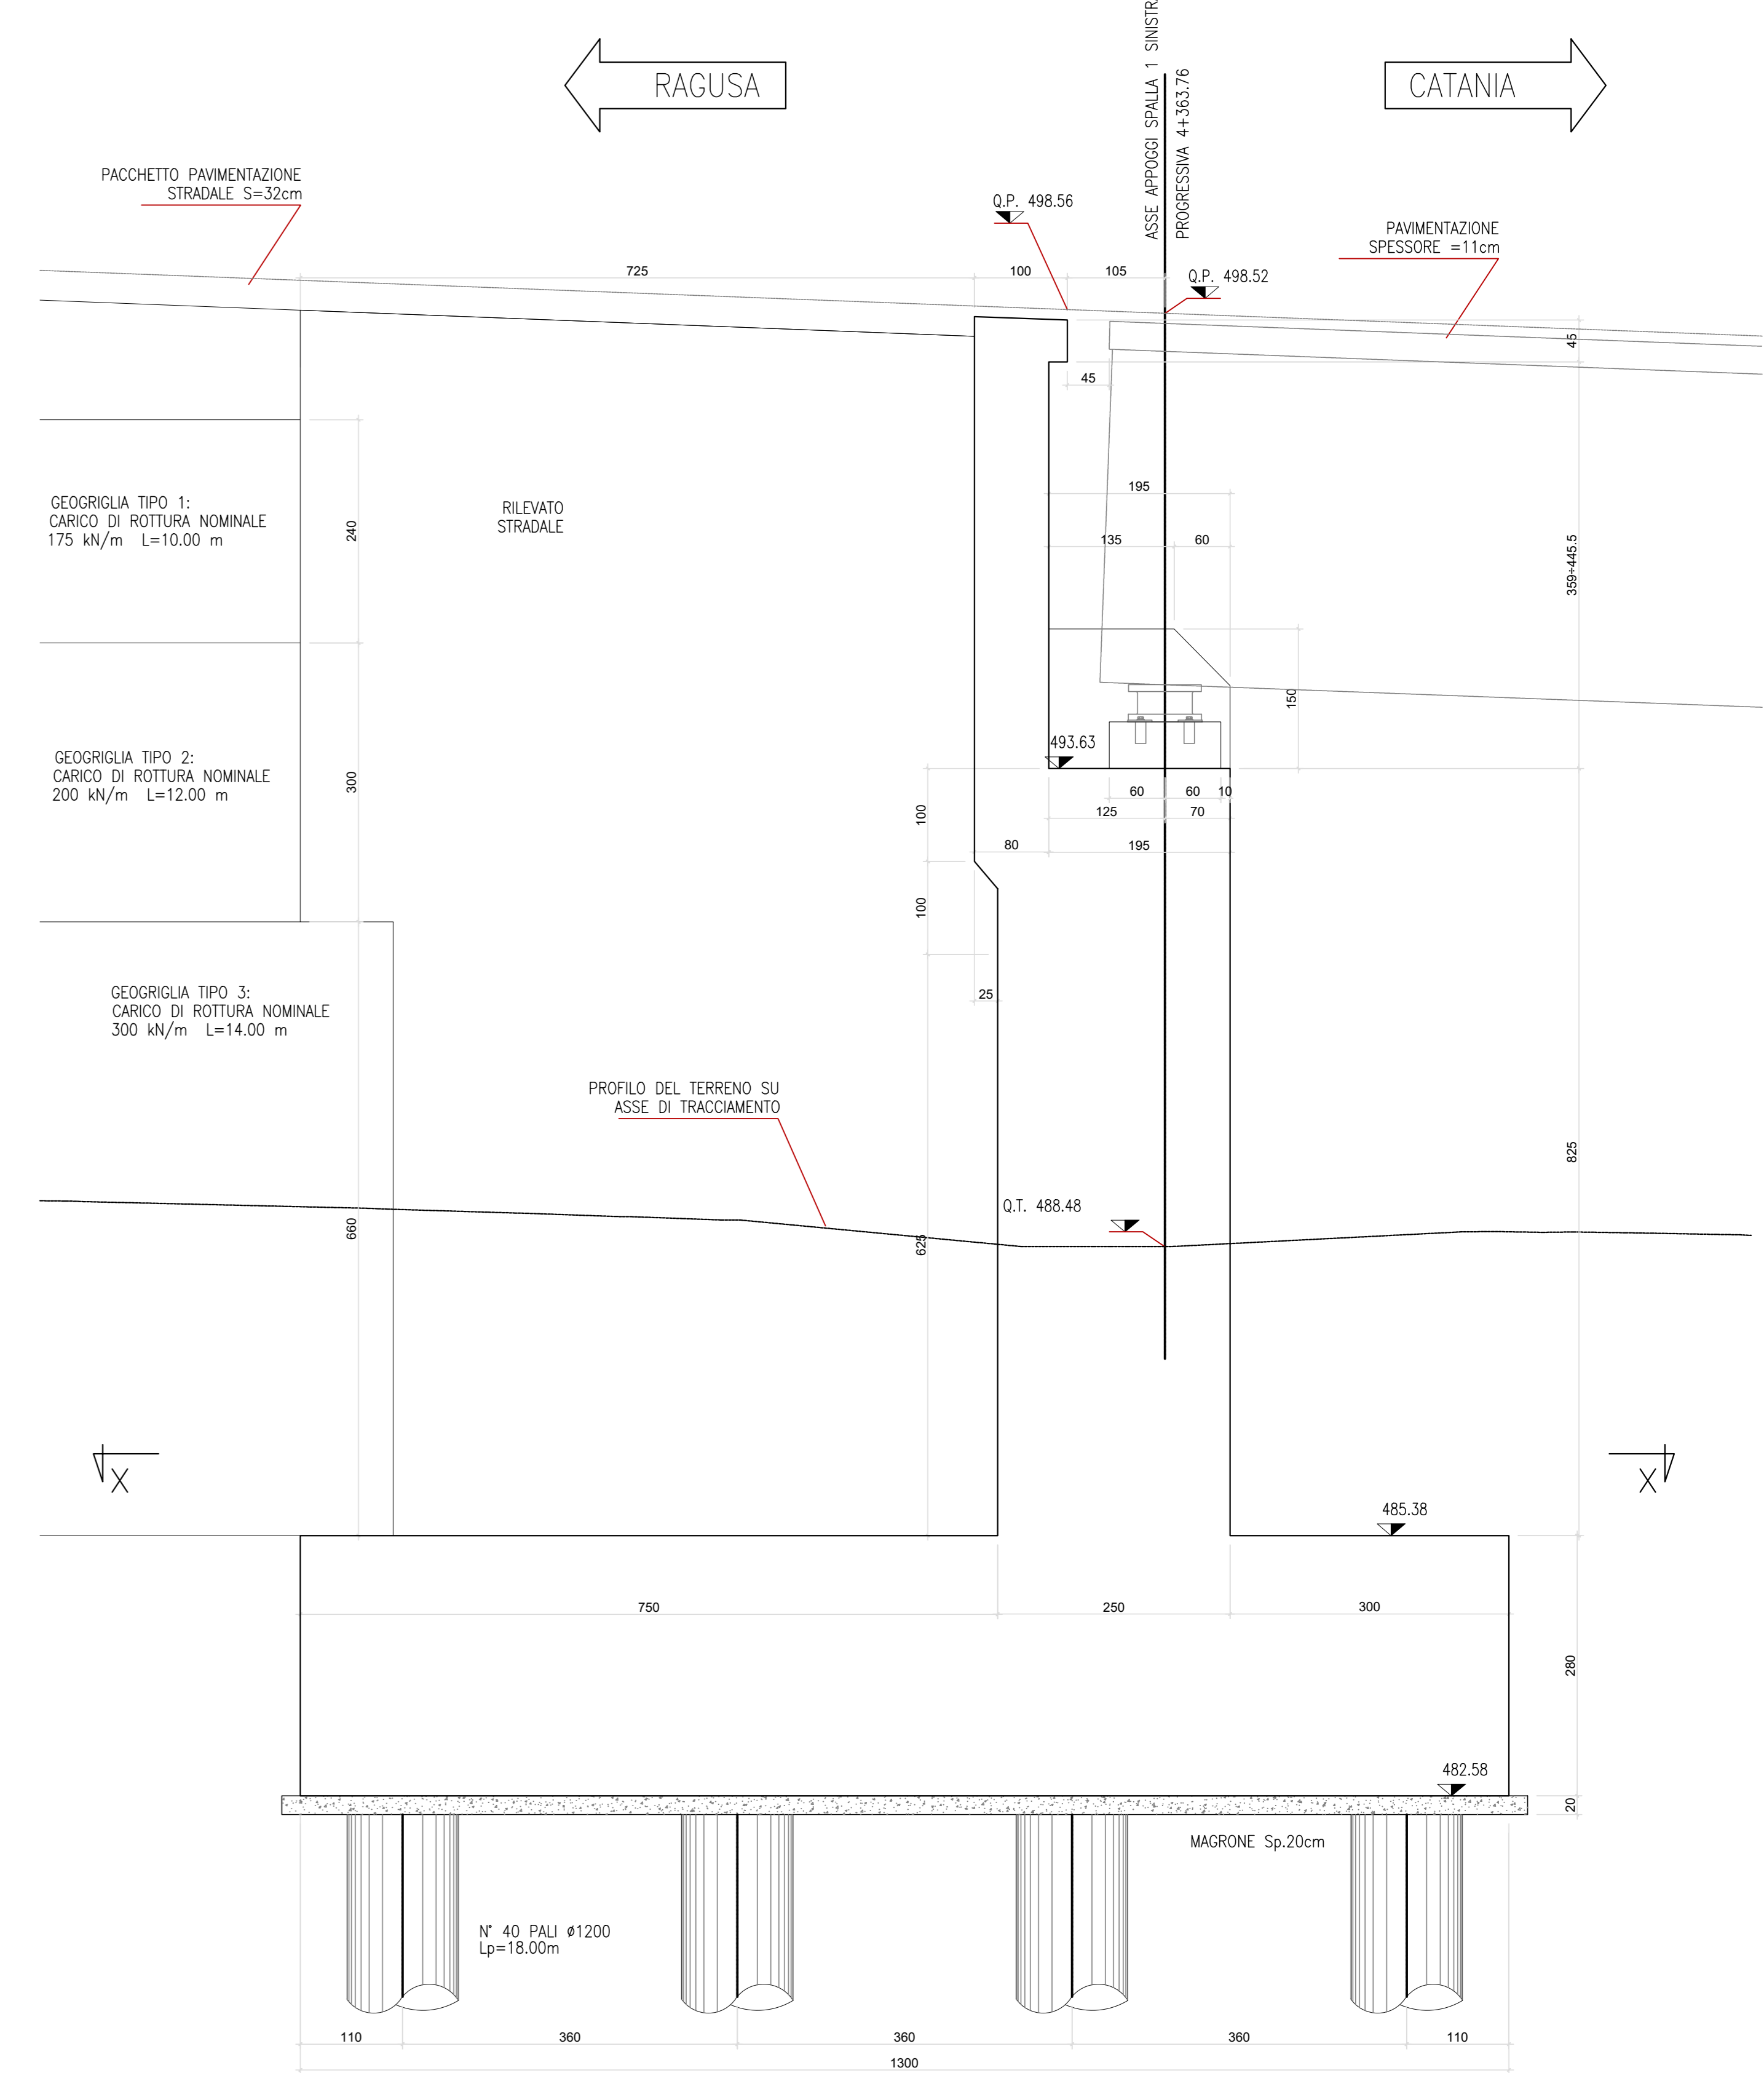 ASSE APPOGGI SPALLA 1 SINISTR
PROGRESSIVA 4+363.76
RAGUSA
CATANIA
PACCHETTO PAVIMENTAZIONE
STRADALE S=32cm
Q.P. 498.56
PAVIMENTAZIONE
SPESSORE =11cm
725
100
105
Q.P. 498.52
45
45
195
135
60
359÷445.5
GEOGRIGLIA TIPO 1:
CARICO DI ROTTURA NOMINALE
175 kN/m L=10.00 m
240
RILEVATO
STRADALE
150
493.63
GEOGRIGLIA TIPO 2:
CARICO DI ROTTURA NOMINALE
200 kN/m L=12.00 m
300
60
60
10
100
125
70
80
195
100
25
GEOGRIGLIA TIPO 3:
CARICO DI ROTTURA NOMINALE
300 kN/m L=14.00 m
PROFILO DEL TERRENO SU
ASSE DI TRACCIAMENTO
825
Q.T. 488.48
660
625
X
X
485.38
750
250
300
280
482.58
20
MAGRONE Sp.20cm
N° 40 PALI ø1200
Lp=18.00m
110
360
360
360
110
1300